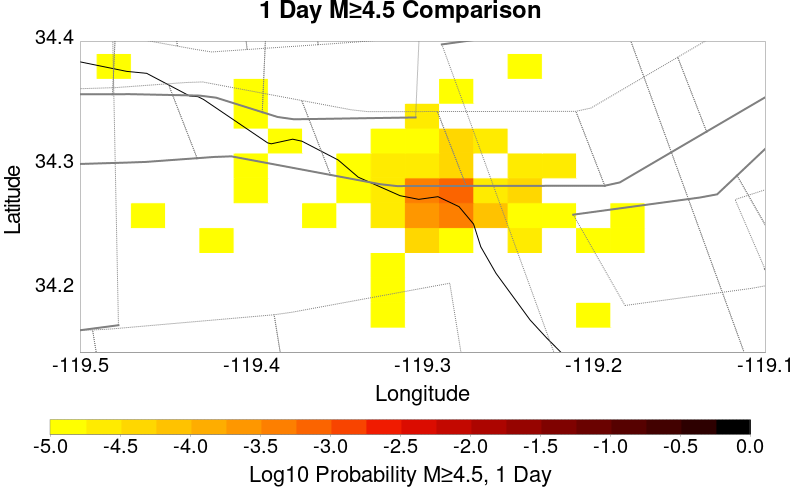 1 Day M≥4.5 Comparison
34.4
34.3
34.2
Latitude
-119.5 -119.4 -119.3 -119.2 -119.1
Longitude
-5.0 -4.5 -4.0 -3.5 -3.0 -2.5 -2.0 -1.5 -1.0 -0.5 0.0
Log10 Probability M≥4.5, 1 Day